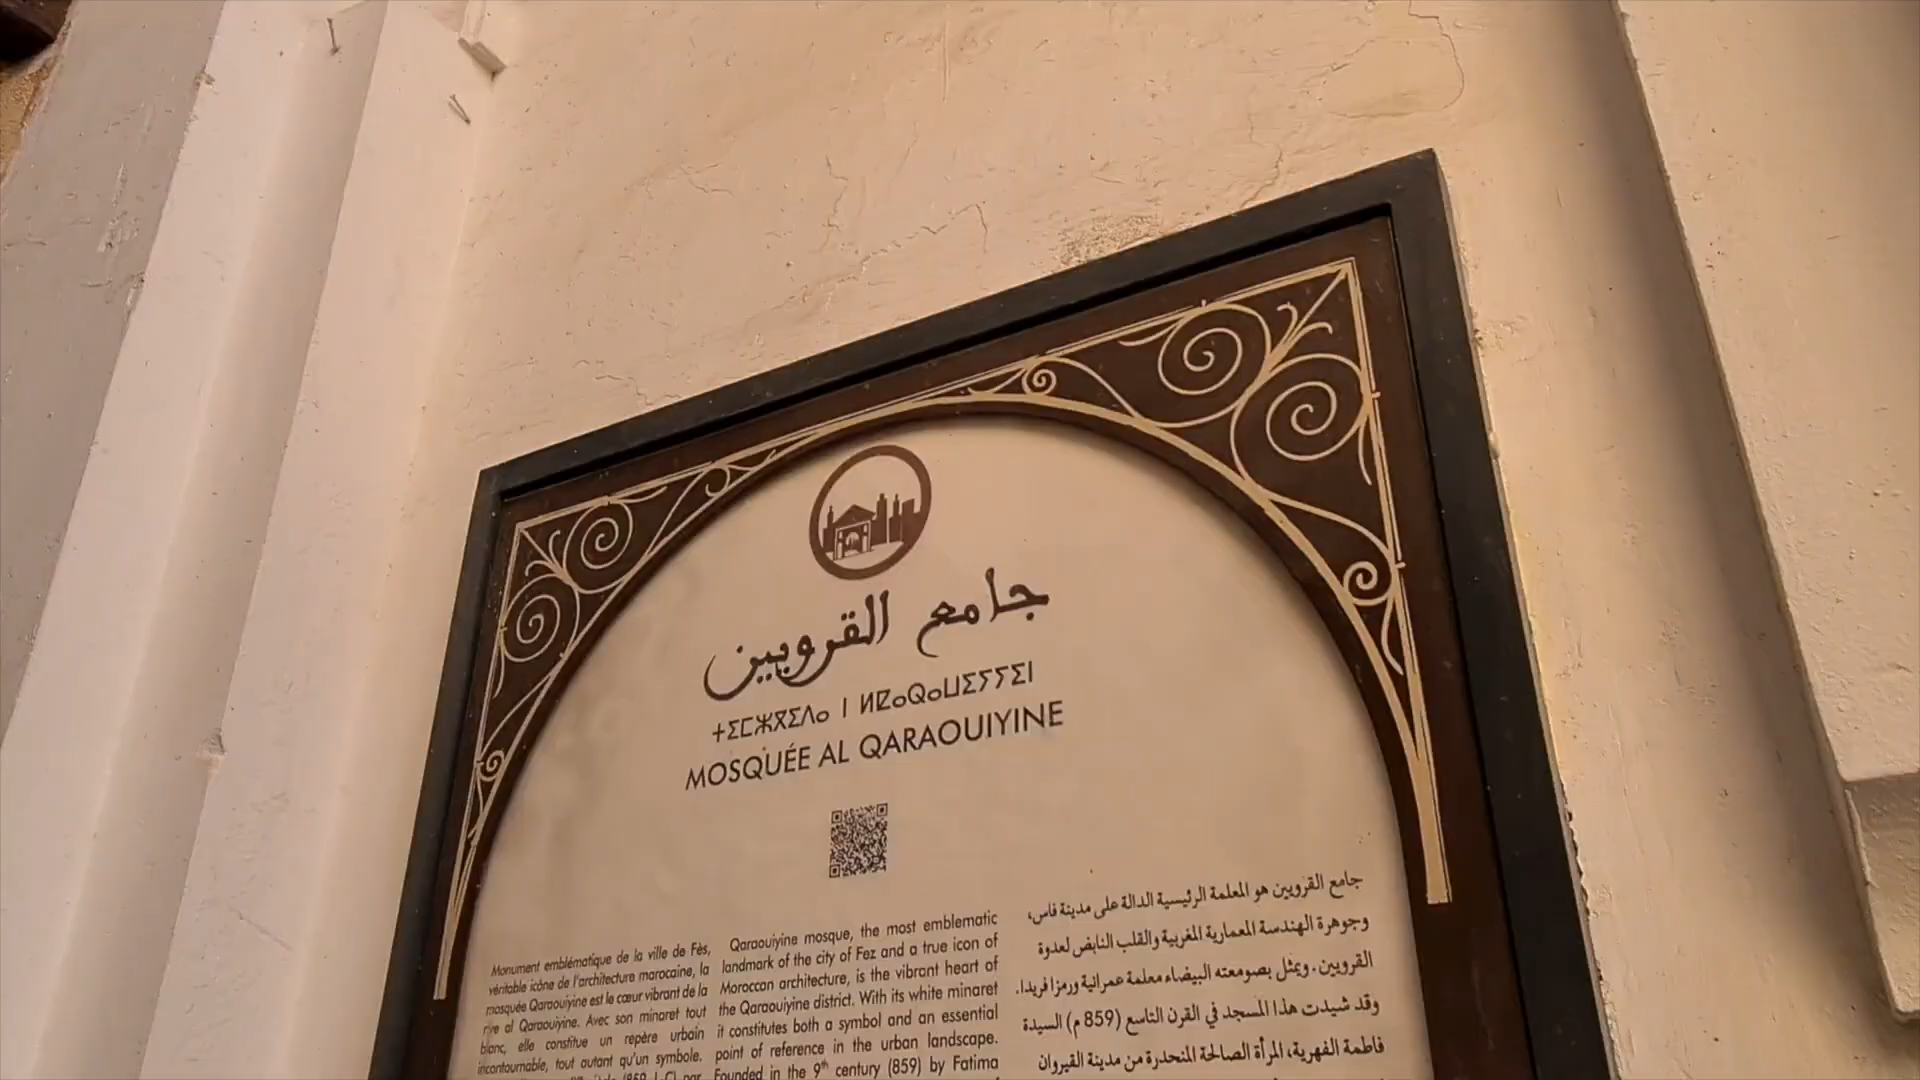 جامع القرويين
ⵜⵉⵎⵣⴳⵉⴷⴰ ⵏ ⵍⵇⴰⵕⴰⵡⵉⵢⵢⵉⵏ
MOSQUÉE AL QARAOUIYINE
Monument emblématique de la ville de Fès,
véritable icône de l'architecture marocaine, la
mosquée Qaraouiyine est le cœur vibrant de la
rive al Qaraouiyine. Avec son minaret tout
blanc, elle constitue un repère urbain
incontournable, tout autant qu'un symbole.
Qaraouiyine mosque, the most emblematic
landmark of the city of Fez and a true icon of
Moroccan architecture, is the vibrant heart of
the Qaraouiyine district. With its white minaret
it constitutes both a symbol and an essential
point of reference in the urban landscape.
Founded in the 9th century (859) by Fatima
جامع القرويين هو المعلمة الرئيسية الدالة على مدينة فاس،
وجوهرة الهندسة المعمارية المغربية والقلب النابض لعدوة
القرويين. ويمثل بصومعته البيضاء معلمة عمرانية ورمزا فريدا.
وقد شيدت هذا المسجد في القرن التاسع (859 م) السيدة
فاطمة الفهرية، المرأة الصالحة المنحدرة من مدينة القيروان